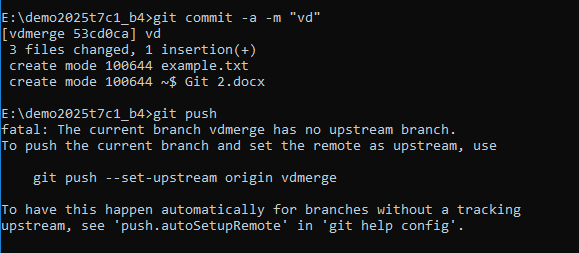 E:\demo2025t7c1_b4>git commit -a -m "vd"
[vdmerge 53cd0ca] vd
 3 files changed, 1 insertion(+)
 create mode 100644 example.txt
 create mode 100644 ~$ Git 2.docx

E:\demo2025t7c1_b4>git push
fatal: The current branch vdmerge has no upstream branch.
To push the current branch and set the remote as upstream, use

    git push --set-upstream origin vdmerge

To have this happen automatically for branches without a tracking
upstream, see 'push.autoSetupRemote' in 'git help config'.